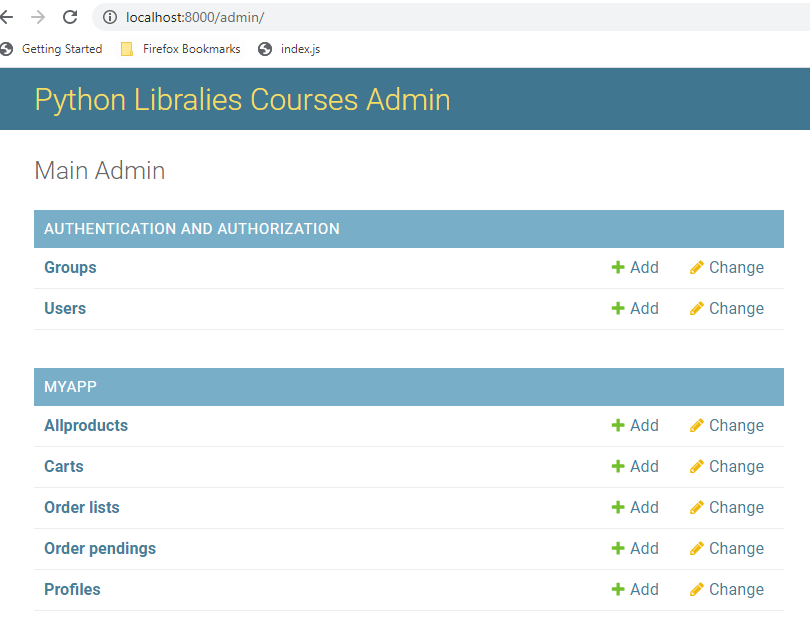 localhost:8000/admin/
Getting Started Firefox Bookmarks index.js
Python Libralies Courses Admin
Main Admin
AUTHENTICATION AND AUTHORIZATION
Groups Add Change
Users Add Change
MYAPP
Allproducts Add Change
Carts Add Change
Order lists Add Change
Order pendings Add Change
Profiles Add Change